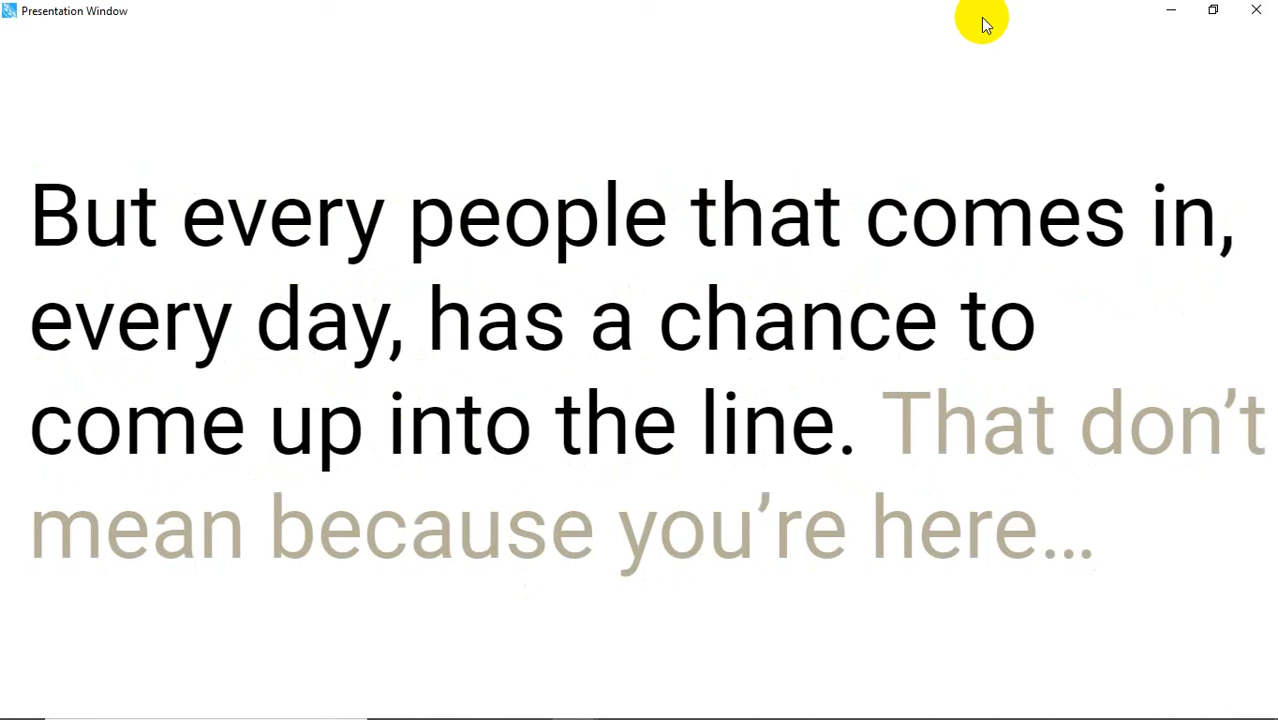 Presentation Window
But every people that comes in,
every day, has a chance to
come up into the line. That don’t
mean because you’re here…